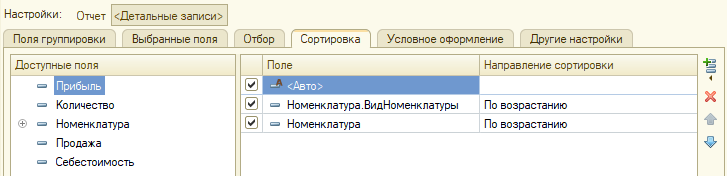 Настройки: Отчет <Детальные записи>
Поля группировки Выбранные поля Отбор Сортировка Условное оформление Другие настройки
Доступные поля Поле Направление сортировки
Прибыль <Авто>
Количество Номенклатура.ВидНоменклатуры По возрастанию
Номенклатура Номенклатура По возрастанию
Продажа
Себестоимость